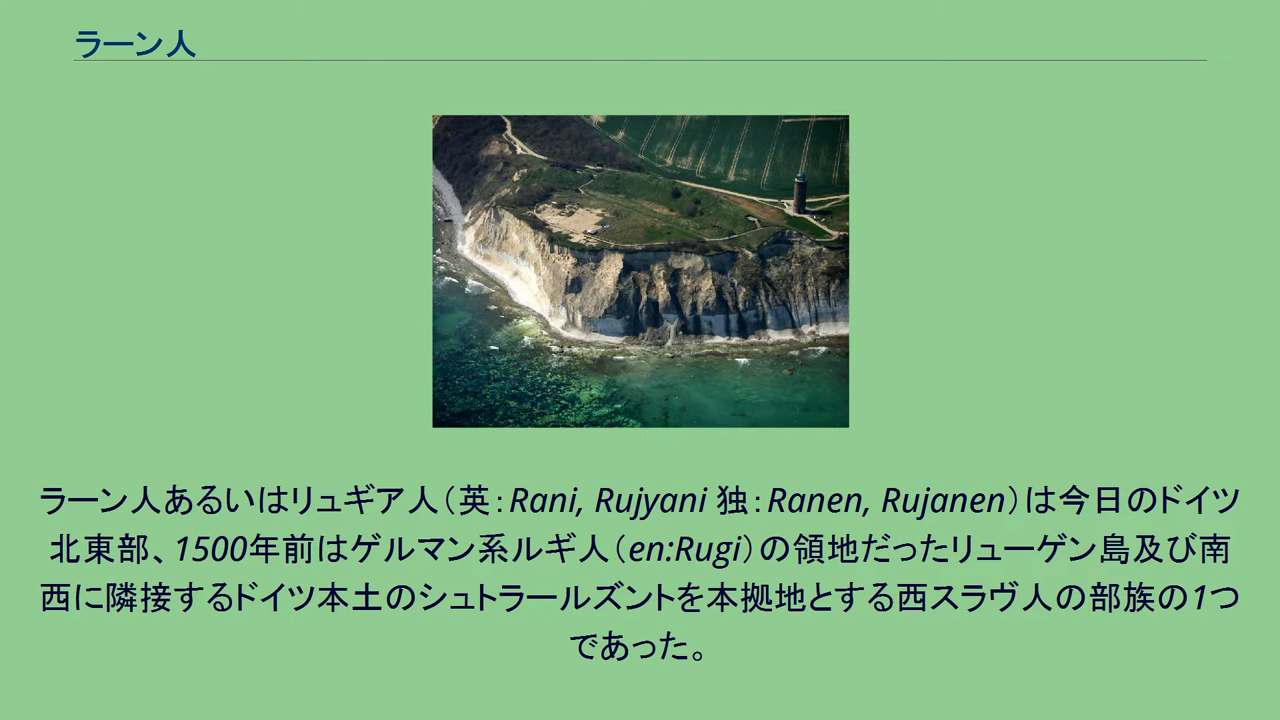 ラーン人
ラーン人あるいはリュギア人（英：Rani, Rujyani 独：Ranen, Rujanen）は今日のドイツ
北東部、1500年前はゲルマン系ルギ人（en:Rugi）の領地だったリューゲン島及び南
西に隣接するドイツ本土のシュトラールズントを本拠地とする西スラヴ人の部族の1つ
であった。